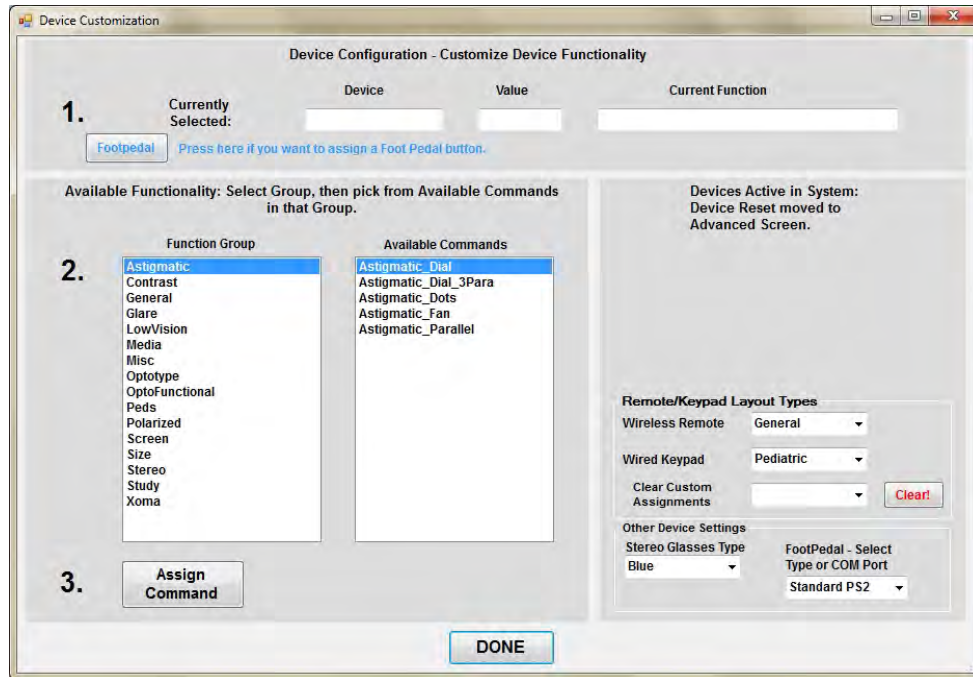 Device Customization
Device Configuration - Customize Device Functionality
Device
Value
Current Function
1.
Currently
Selected:
Footpedal
Press here if you want to assign a Foot Pedal button.
Available Functionality: Select Group, then pick from Available Commands
in that Group.
Function Group
Available Commands
2.
Astigmatic
Contrast
General
Glare
LowVision
Media
Misc
Optotype
OptoFunctional
Peds
Polarized
Screen
Size
Stereo
Study
Xoma
Astigmatic_Dial
Astigmatic_Dial_3Para
Astigmatic_Dots
Astigmatic_Fan
Astigmatic_Parallel
3.
Assign
Command
Devices Active in System:
Device Reset moved to
Advanced Screen.
Remote/Keypad Layout Types
Wireless Remote
General
Wired Keypad
Pediatric
Clear Custom
Assignments
Clear!
Other Device Settings
Stereo Glasses Type
Blue
FootPedal - Select
Type or COM Port
Standard PS2
DONE